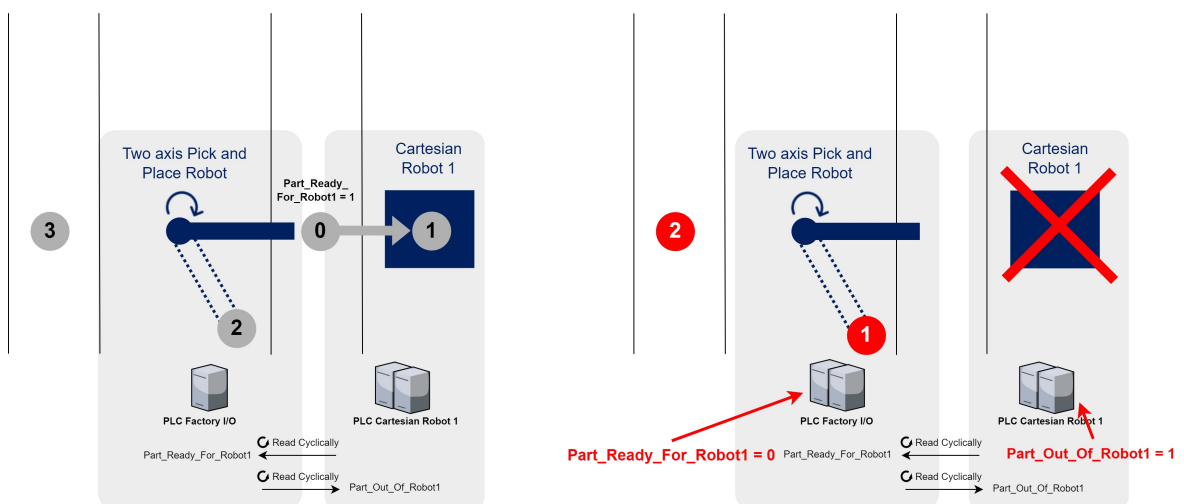 Two axis Pick and
Place Robot
Cartesian
Robot 1
Part_Ready_
For_Robot1 = 1
3
0
1
2
PLC Factory I/O
PLC Cartesian Robot 1
Read Cyclically
Part_Ready_For_Robot1
Read Cyclically
Part_Out_Of_Robot1
Two axis Pick and
Place Robot
Cartesian
Robot 1
2
1
PLC Factory I/O
PLC Cartesian Robot 1
Part_Ready_For_Robot1 = 0
Read Cyclically
Part_Out_Of_Robot1 = 1
Part_Ready_For_Robot1
Read Cyclically
Part_Out_Of_Robot1